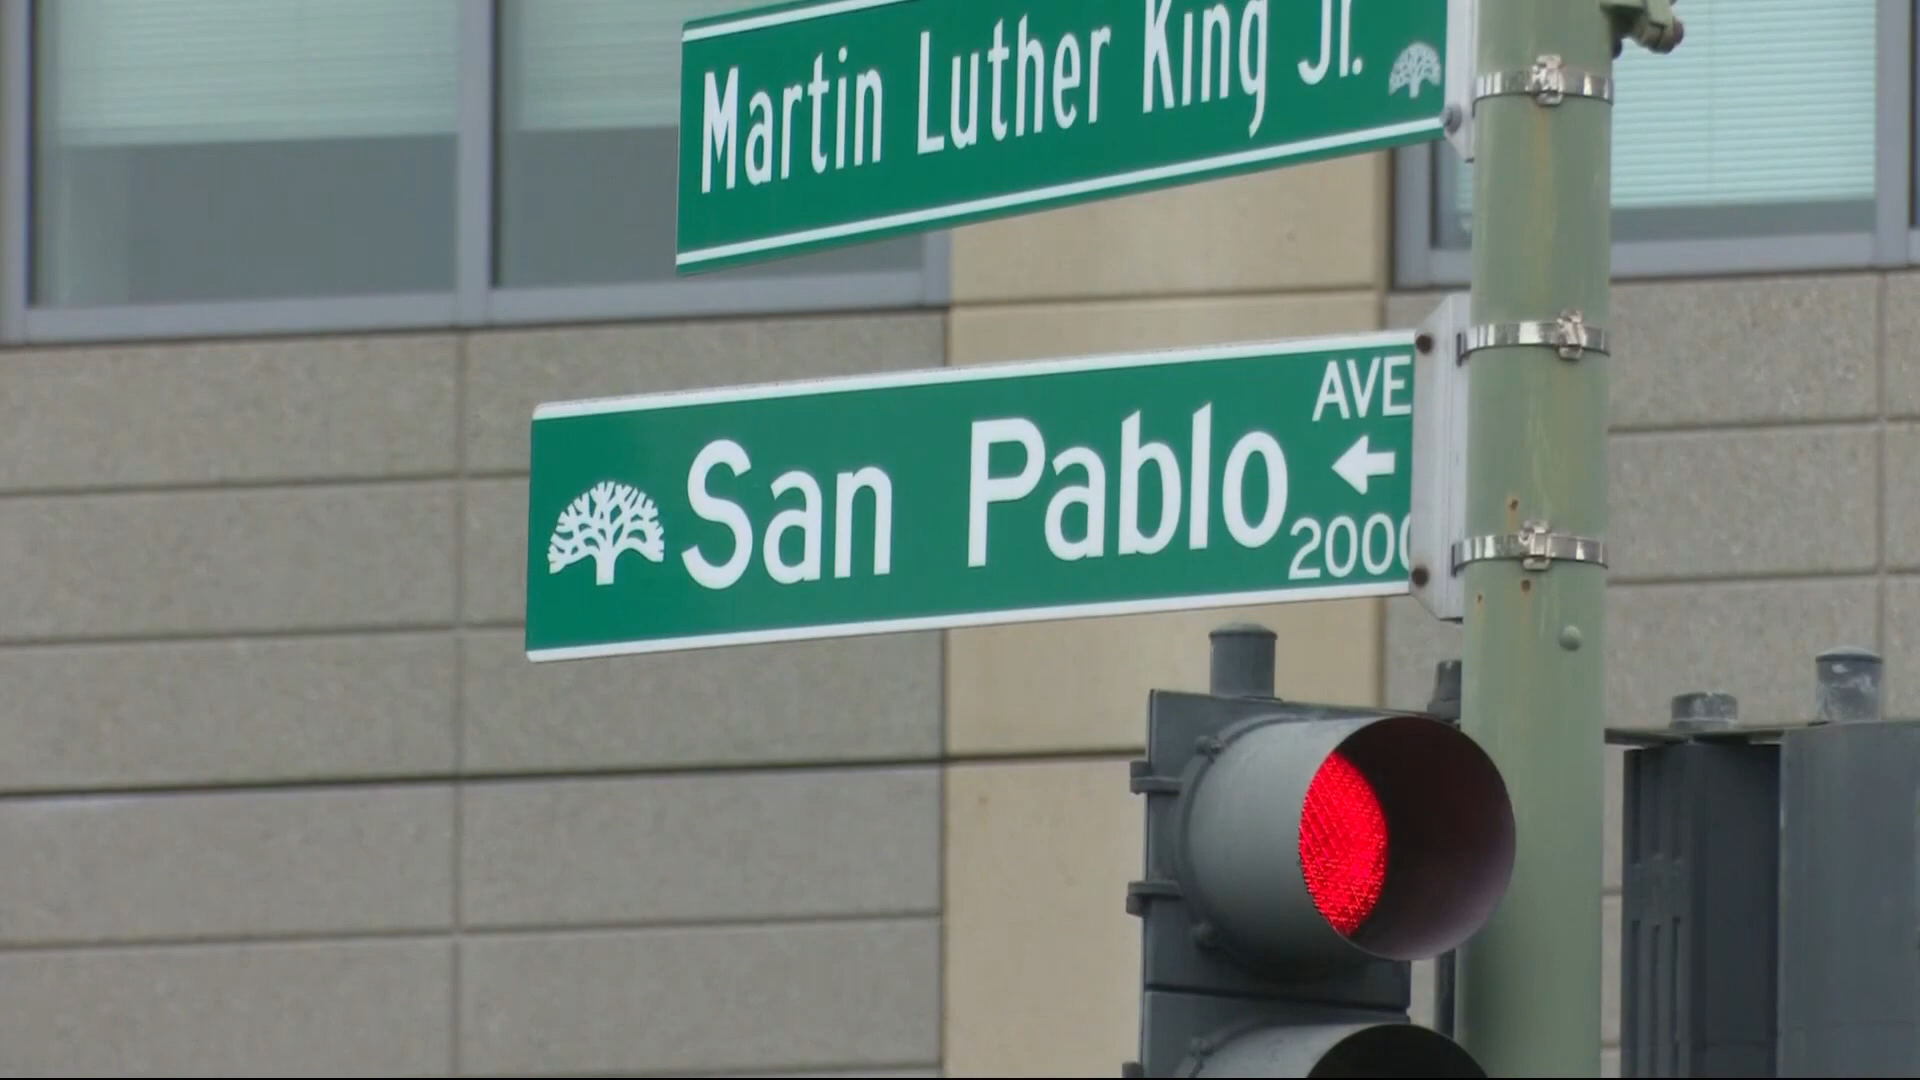 Martin Luther King Jr.
San Pablo
AVE
←
2000